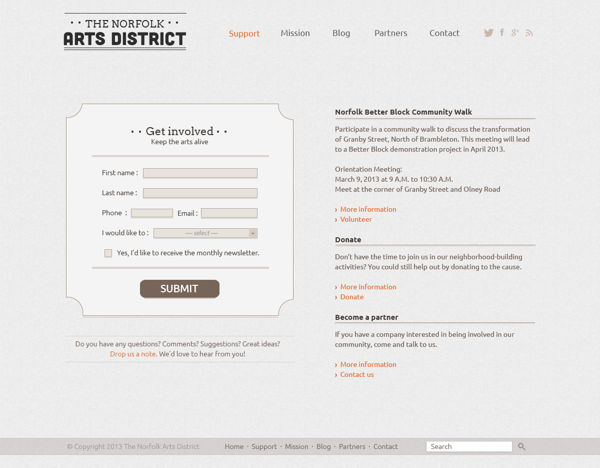 • • THE NORFOLK • •
ARTS DISTRICT
Support Mission Blog Partners Contact
• • Get involved • •
Keep the arts alive
First name :
Last name :
Phone : Email :
I would like to : — select —
Yes, I'd like to receive the monthly newsletter.
SUBMIT
Do you have any questions? Comments? Suggestions? Great ideas?
Drop us a note. We'd love to hear from you!
Norfolk Better Block Community Walk
Participate in a community walk to discuss the transformation
of Granby Street, North of Brambleton. This meeting will lead
to a Better Block demonstration project in April 2013.
Orientation Meeting:
March 9, 2013 at 9 A.M. to 10:30 A.M.
Meet at the corner of Granby Street and Olney Road
› More information
› Volunteer
Donate
Don't have the time to join us in our neighborhood-building
activities? You could still help out by donating to the cause.
› More information
› Donate
Become a partner
If you have a company interested in being involved in our
community, come and talk to us.
› More information
› Contact us
© Copyright 2013 The Norfolk Arts District Home • Support • Mission • Blog • Partners • Contact Search